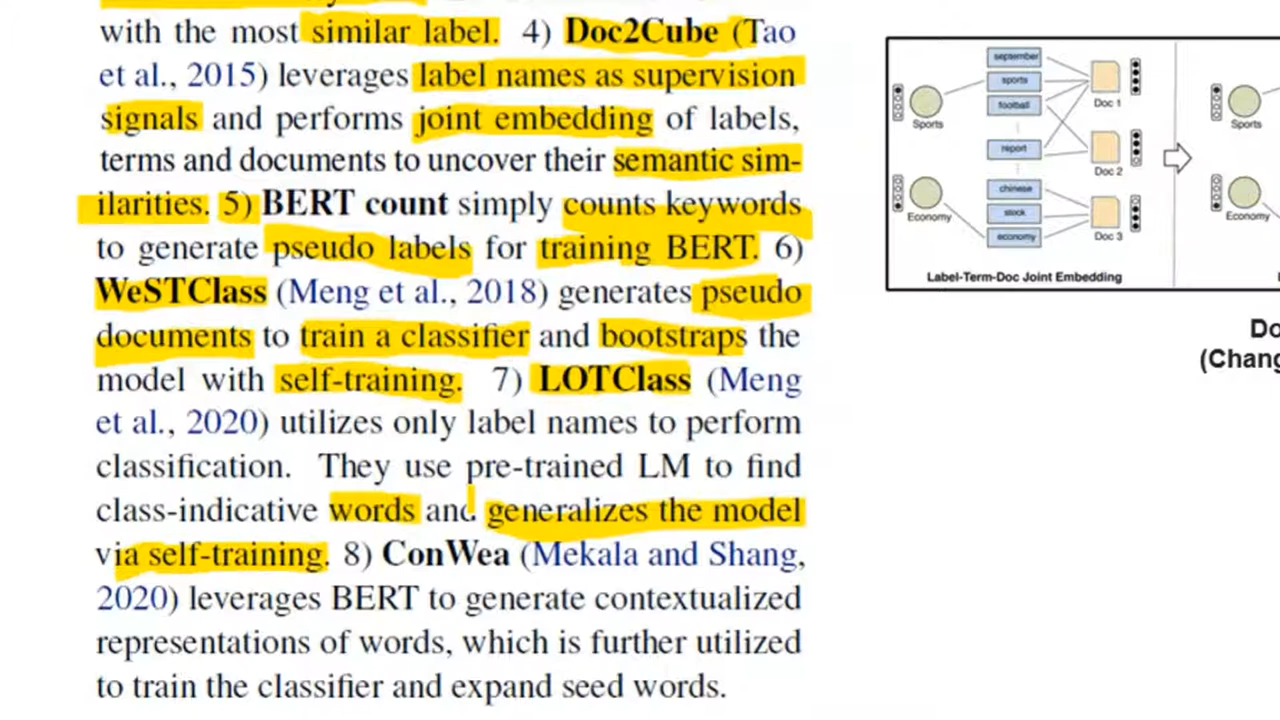 with the most similar label. 4) Doc2Cube (Tao
et al., 2015) leverages label names as supervision
signals and performs joint embedding of labels,
terms and documents to uncover their semantic sim-
ilarities. 5) BERT count simply counts keywords
to generate pseudo labels for training BERT. 6)
WeSTClass (Meng et al., 2018) generates pseudo
documents to train a classifier and bootstraps the
model with self-training. 7) LOTClass (Meng
et al., 2020) utilizes only label names to perform
classification. They use pre-trained LM to find
class-indicative words and generalizes the model
via self-training. 8) ConWea (Mekala and Shang,
2020) leverages BERT to generate contextualized
representations of words, which is further utilized
to train the classifier and expand seed words.
september
sports
football
report
chinese
stock
economy
Sports
Economy
Doc 1
Doc 2
Doc 3
Label-Term-Doc Joint Embedding
Sports
Economy
Do
(Chang